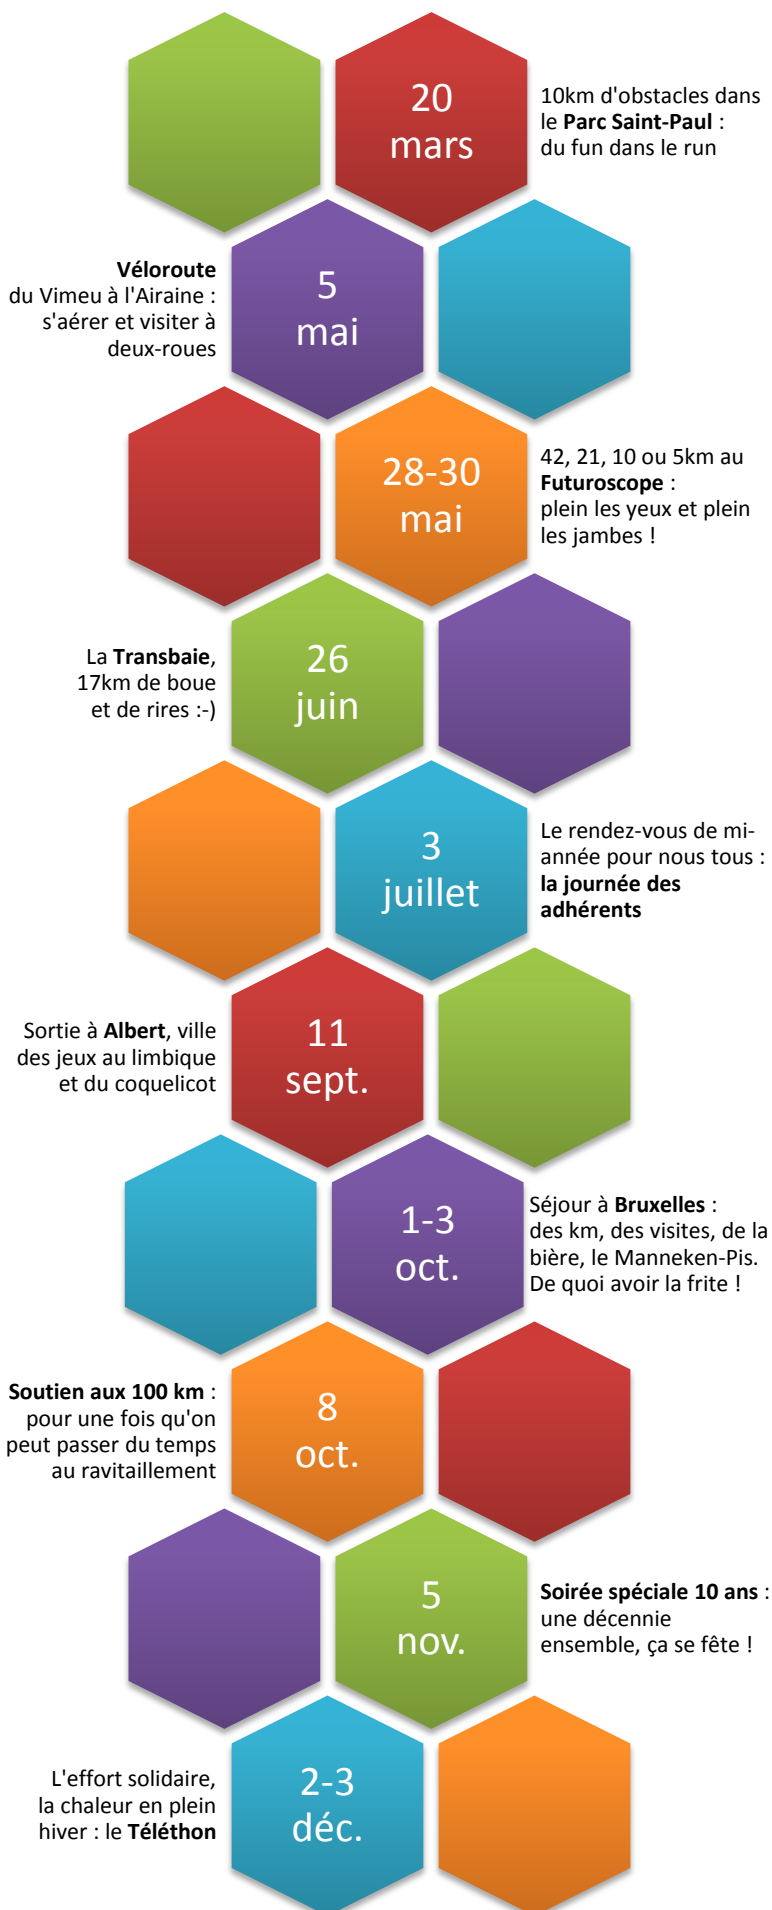 20
mars
10km d'obstacles dans
le Parc Saint-Paul :
du fun dans le run
Véloroute
du Vimeu à l'Airaine :
s'aérer et visiter à
deux-roues
5
mai
28-30
mai
42, 21, 10 ou 5km au
Futuroscope :
plein les yeux et plein
les jambes !
La Transbaie,
17km de boue
et de rires :-)
26
juin
3
juillet
Le rendez-vous de mi-
année pour nous tous :
la journée des
adhérents
Sortie à Albert, ville
des jeux au limbique
et du coquelicot
11
sept.
1-3
oct.
Séjour à Bruxelles :
des km, des visites, de la
bière, le Manneken-Pis.
De quoi avoir la frite !
Soutien aux 100 km :
pour une fois qu'on
peut passer du temps
au ravitaillement
8
oct.
5
nov.
Soirée spéciale 10 ans :
une décennie
ensemble, ça se fête !
L'effort solidaire,
la chaleur en plein
hiver : le Téléthon
2-3
déc.